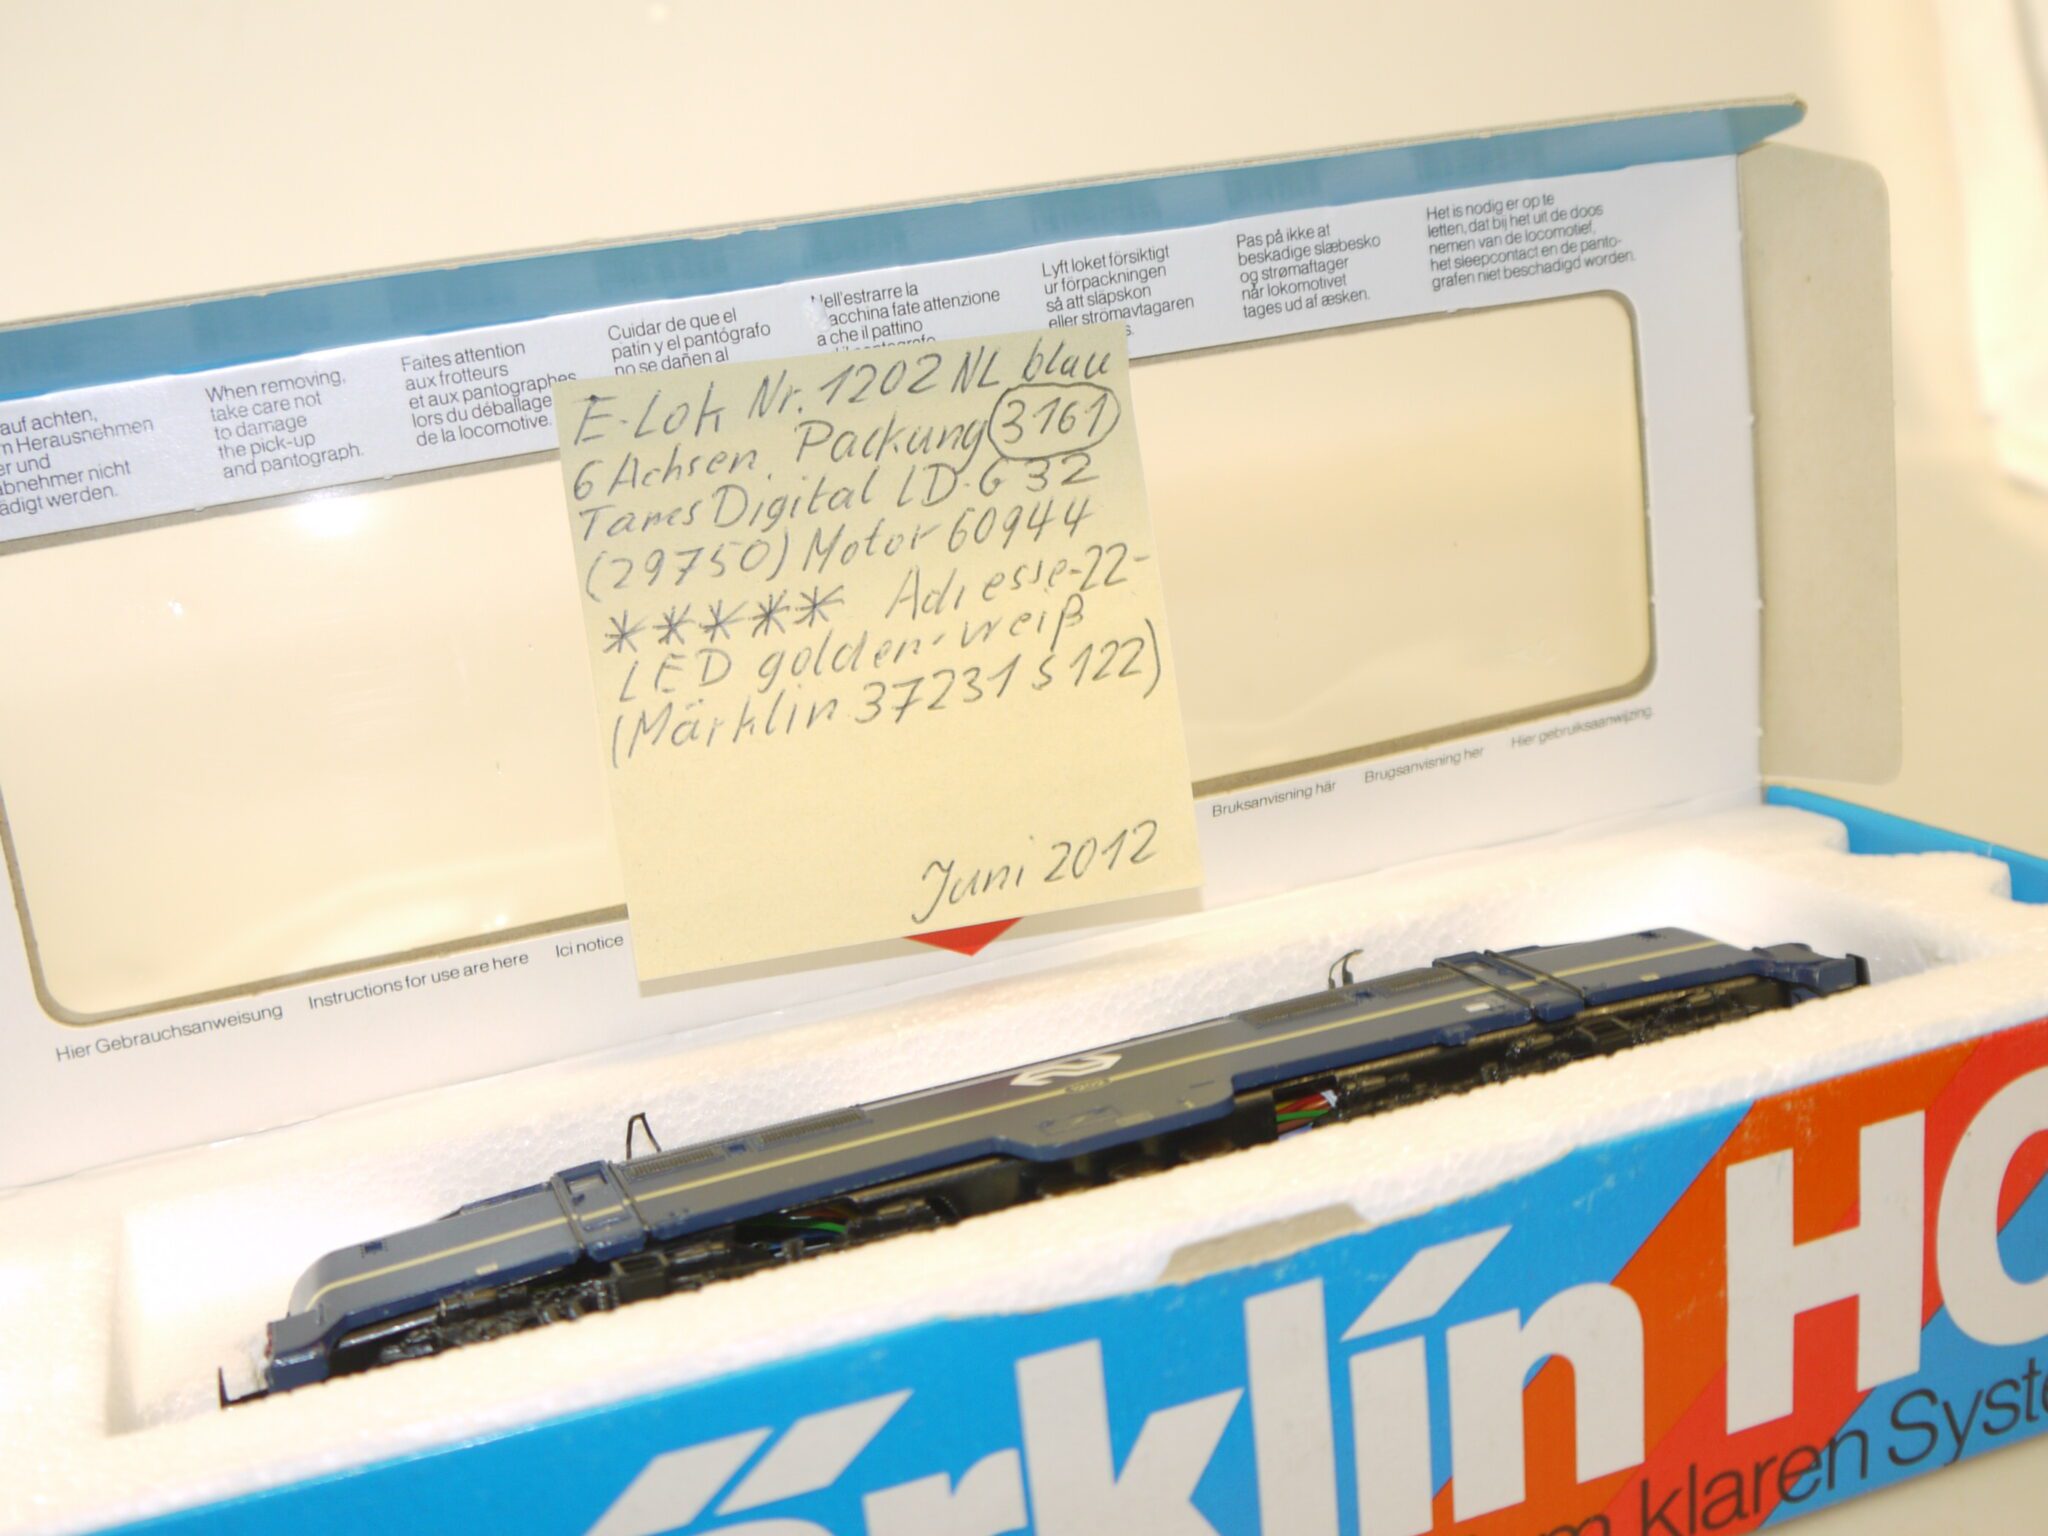 auf achten,
m Herausnehmen
er und
abnehmer nicht
ädigt werden.
When removing,
take care not
to damage
the pick-up
and pantograph.
Faites attention
aux frotteurs
et aux pantographes
lors du déballage
de la locomotive.
Cuidar de que el
patin y el pantógrafo
no se dañen al
Nell'estrarre la
macchina fate attenzione
a che il pattino
Lyft loket försiktigt
ur förpackningen
så att släpskon
eller strömavtagaren
s.
Pas på ikke at
beskadige slæbesko
og strømaftager
når lokomotivet
tages ud af æsken.
Het is nodig er op te
letten, dat bij het uit de doos
nemen van de locomotief,
het sleepcontact en de panto-
grafen niet beschadigd worden.
E-Lok Nr. 1202 NL blau
6 Achsen. Packung 3161
Tams Digital LD-G 32
(29750) Motor 60944
***** Adresse-22-
LED golden-weiß
(Märklin 37231 S 122)
Juni 2012
Hier Gebrauchsanweisung
Instructions for use are here
Ici notice
Bruksanvisning här
Brugsanvisning her
Hier gebruiksaanwijzing.
1202
ärklin HO
m klaren Syste